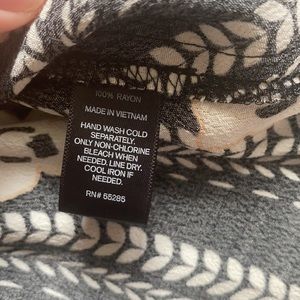 100% RAYON
MADE IN VIETNAM
HAND WASH COLD
SEPARATELY.
ONLY NON-CHLORINE
BLEACH WHEN
NEEDED. LINE DRY.
COOL IRON IF
NEEDED.
RN# 55285